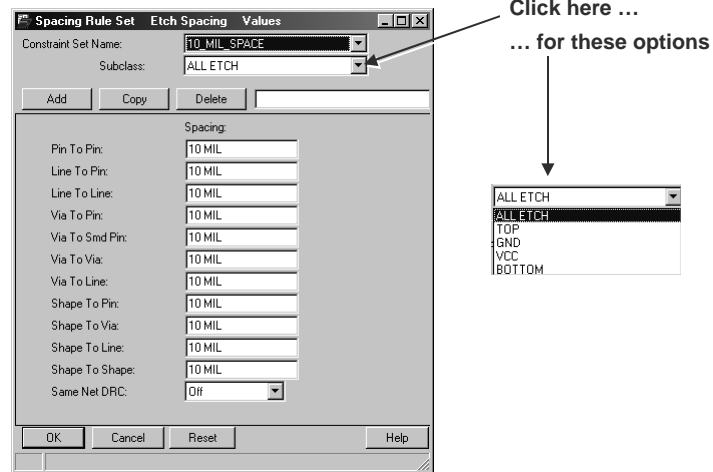 Spacing Rule Set Etch Spacing Values
Constraint Set Name: 10_MIL_SPACE
Subclass: ALL ETCH
Add Copy Delete
Spacing:
Pin To Pin: 10 MIL
Line To Pin: 10 MIL
Line To Line: 10 MIL
Via To Pin: 10 MIL
Via To Smd Pin: 10 MIL
Via To Via: 10 MIL
Via To Line: 10 MIL
Shape To Pin: 10 MIL
Shape To Via: 10 MIL
Shape To Line: 10 MIL
Shape To Shape: 10 MIL
Same Net DRC: Off
OK Cancel Reset Help
Click here …
… for these options
ALL ETCH
ALL ETCH
TOP
GND
VCC
BOTTOM